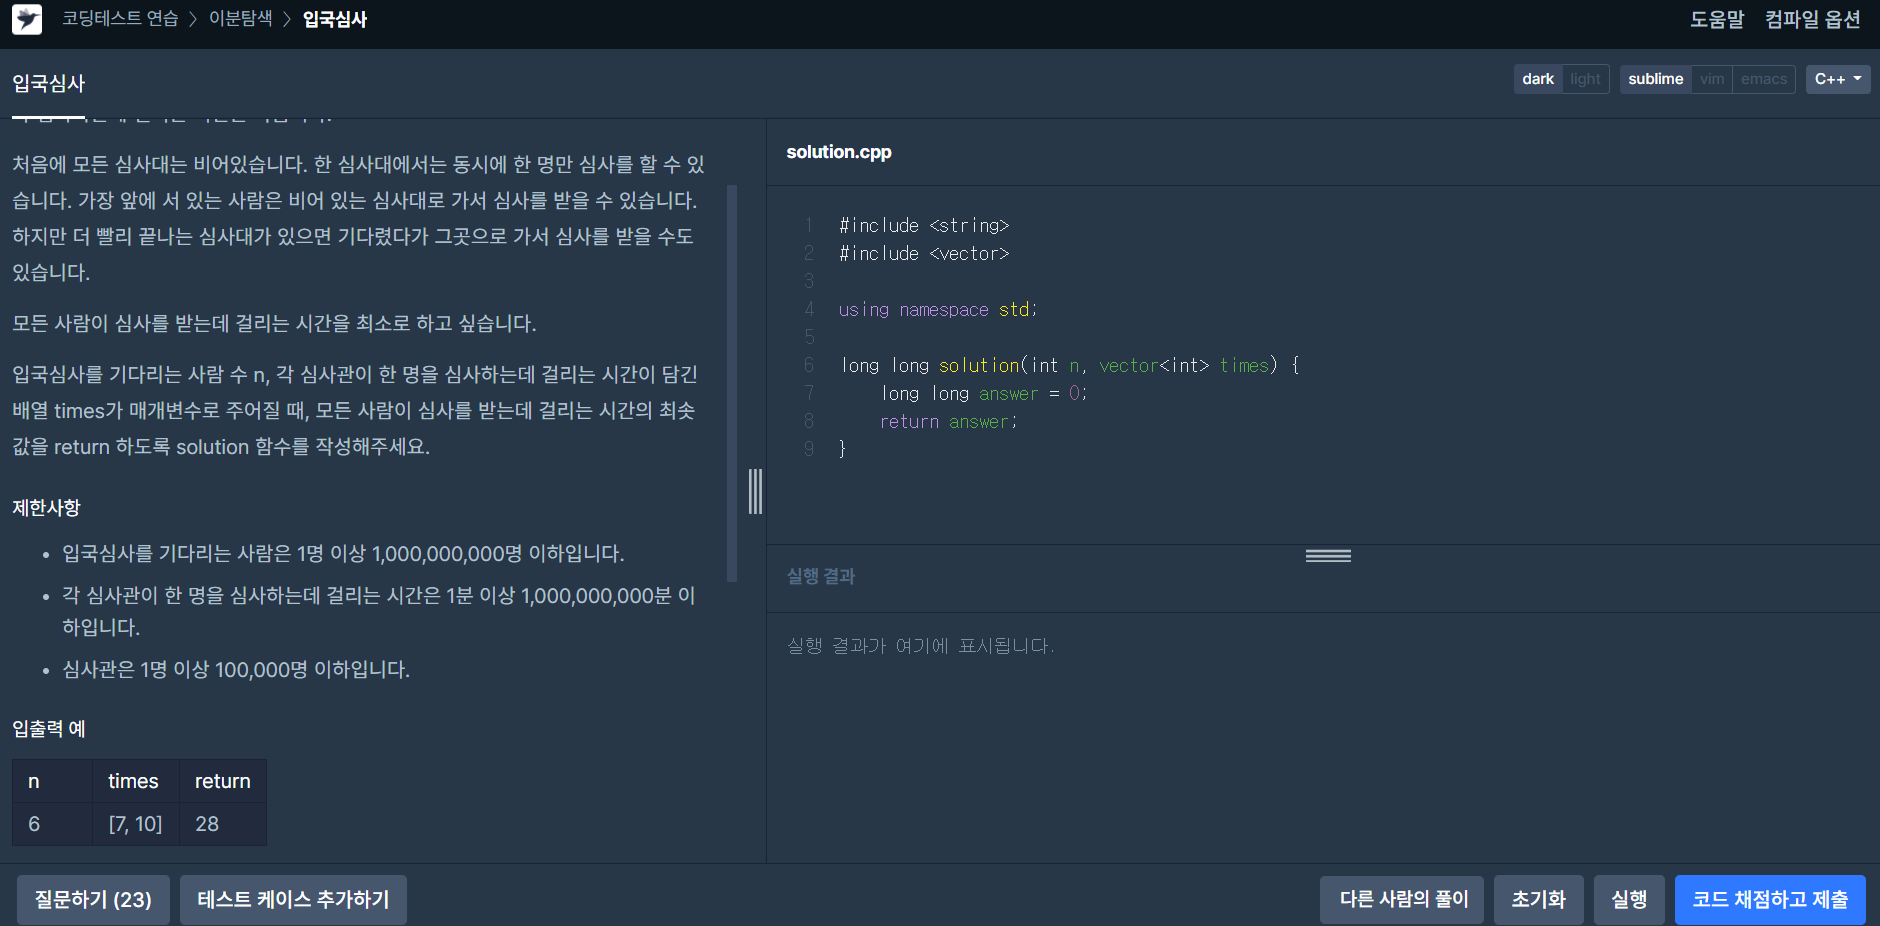 코딩테스트 연습 > 이분탐색 > 입국심사
도움말 컴파일 옵션
입국심사
dark light sublime vim emacs C++
처음에 모든 심사대는 비어있습니다. 한 심사대에서는 동시에 한 명만 심사를 할 수 있
습니다. 가장 앞에 서 있는 사람은 비어 있는 심사대로 가서 심사를 받을 수 있습니다.
하지만 더 빨리 끝나는 심사대가 있으면 기다렸다가 그곳으로 가서 심사를 받을 수도
있습니다.
모든 사람이 심사를 받는데 걸리는 시간을 최소로 하고 싶습니다.
입국심사를 기다리는 사람 수 n, 각 심사관이 한 명을 심사하는데 걸리는 시간이 담긴
배열 times가 매개변수로 주어질 때, 모든 사람이 심사를 받는데 걸리는 시간의 최솟
값을 return 하도록 solution 함수를 작성해주세요.
제한사항
• 입국심사를 기다리는 사람은 1명 이상 1,000,000,000명 이하입니다.
• 각 심사관이 한 명을 심사하는데 걸리는 시간은 1분 이상 1,000,000,000분 이
하입니다.
• 심사관은 1명 이상 100,000명 이하입니다.
입출력 예
n times return
6 [7, 10] 28
solution.cpp
1 #include <string>
2 #include <vector>
3
4 using namespace std;
5
6 long long solution(int n, vector<int> times) {
7 long long answer = 0;
8 return answer;
9 }
실행 결과
실행 결과가 여기에 표시됩니다.
질문하기 (23) 테스트 케이스 추가하기
다른 사람의 풀이 초기화 실행 코드 채점하고 제출